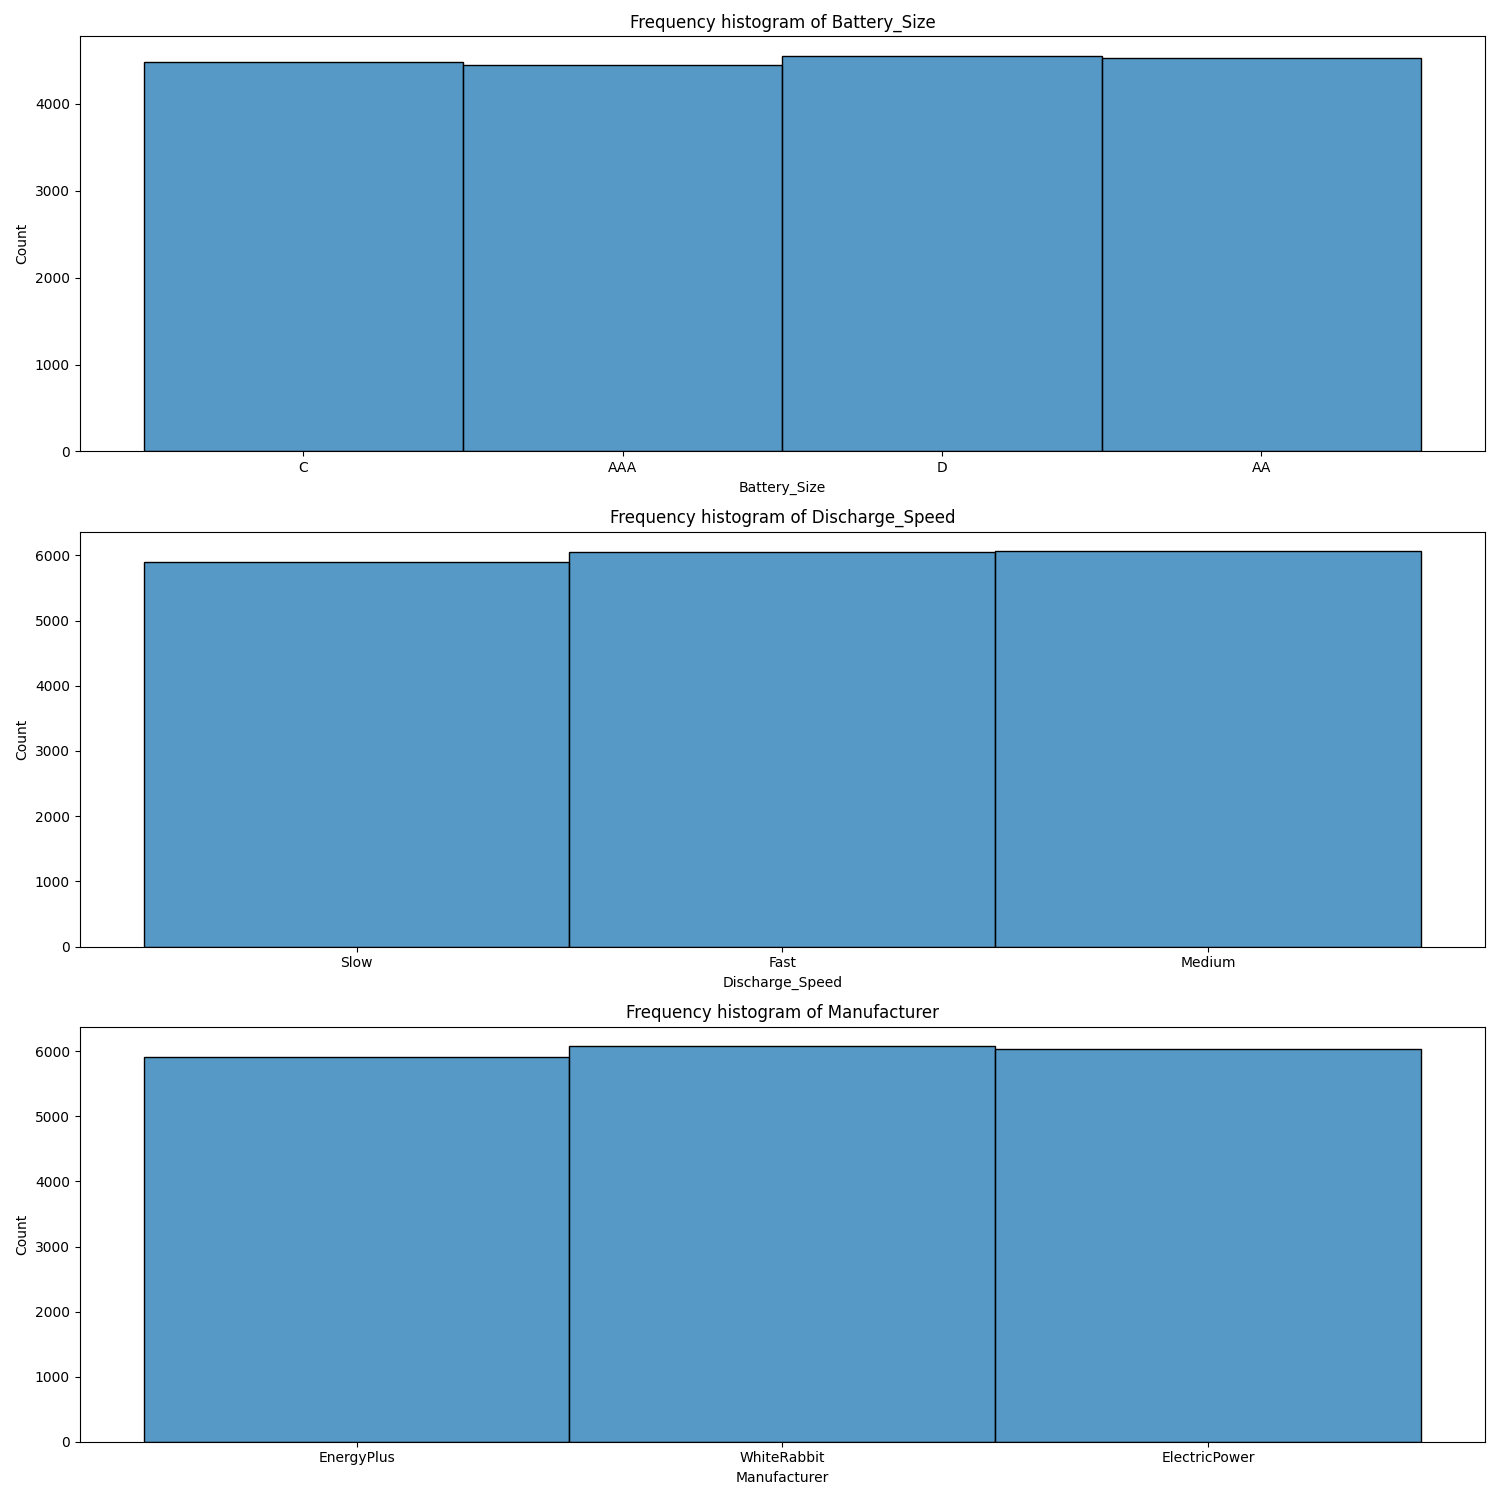 Frequency histogram of Battery_Size
4000
3000
2000
1000
0
Count
C AAA D AA
Battery_Size
Frequency histogram of Discharge_Speed
6000
5000
4000
3000
2000
1000
0
Count
Slow Fast Medium
Discharge_Speed
Frequency histogram of Manufacturer
6000
5000
4000
3000
2000
1000
0
Count
EnergyPlus WhiteRabbit ElectricPower
Manufacturer